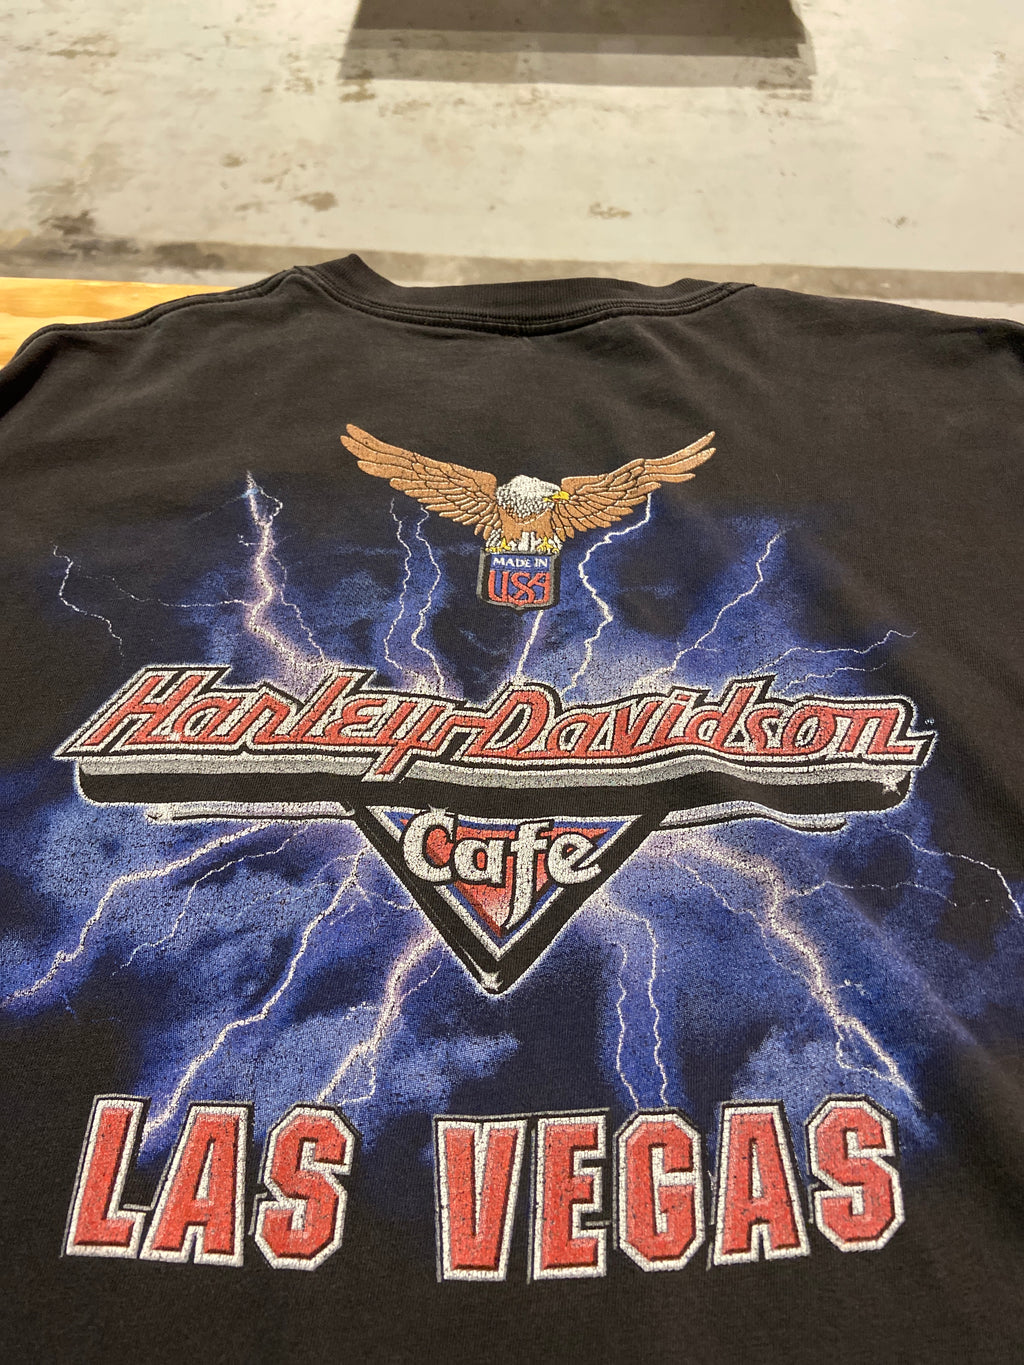 MADE IN
USA
Harley-Davidson
Cafe
LAS VEGAS